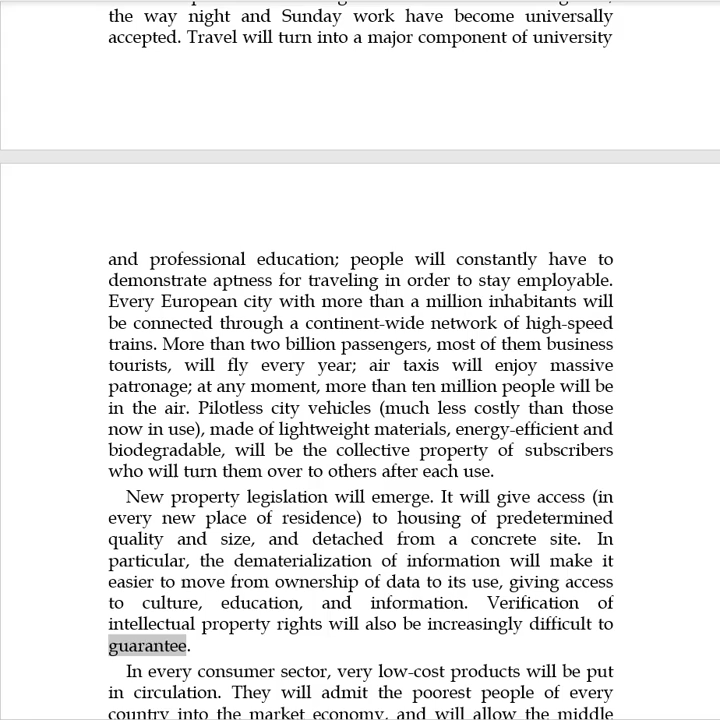 the way night and Sunday work have become universally
accepted. Travel will turn into a major component of university
and professional education; people will constantly have to
demonstrate aptness for traveling in order to stay employable.
Every European city with more than a million inhabitants will
be connected through a continent-wide network of high-speed
trains. More than two billion passengers, most of them business
tourists, will fly every year; air taxis will enjoy massive
patronage; at any moment, more than ten million people will be
in the air. Pilotless city vehicles (much less costly than those
now in use), made of lightweight materials, energy-efficient and
biodegradable, will be the collective property of subscribers
who will turn them over to others after each use.
New property legislation will emerge. It will give access (in
every new place of residence) to housing of predetermined
quality and size, and detached from a concrete site. In
particular, the dematerialization of information will make it
easier to move from ownership of data to its use, giving access
to culture, education, and information. Verification of
intellectual property rights will also be increasingly difficult to
guarantee.
In every consumer sector, very low-cost products will be put
in circulation. They will admit the poorest people of every
country into the market economy, and will allow the middle